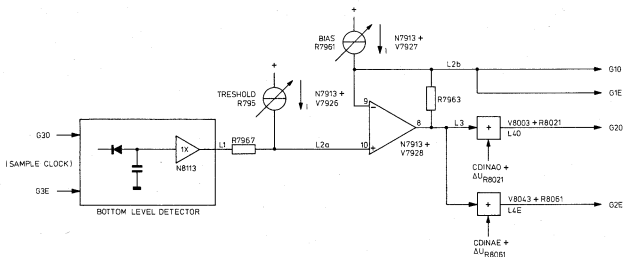 BIAS
R7961
+
I
N7913 +
V7927
L2b
G10
G1E
TRESHOLD
R795
+
I
N7913 +
V7926
9
-
R7963
8
L3
10
+
N7913 +
V7928
G30
(SAMPLE CLOCK)
G3E
1X
N8113
BOTTOM LEVEL DETECTOR
L1
R7967
L2a
+
V8003 + R8021
L40
G20
CDINAO +
ΔU R8021
+
V8043 + R8061
L4E
G2E
CDINAE +
ΔU R8061